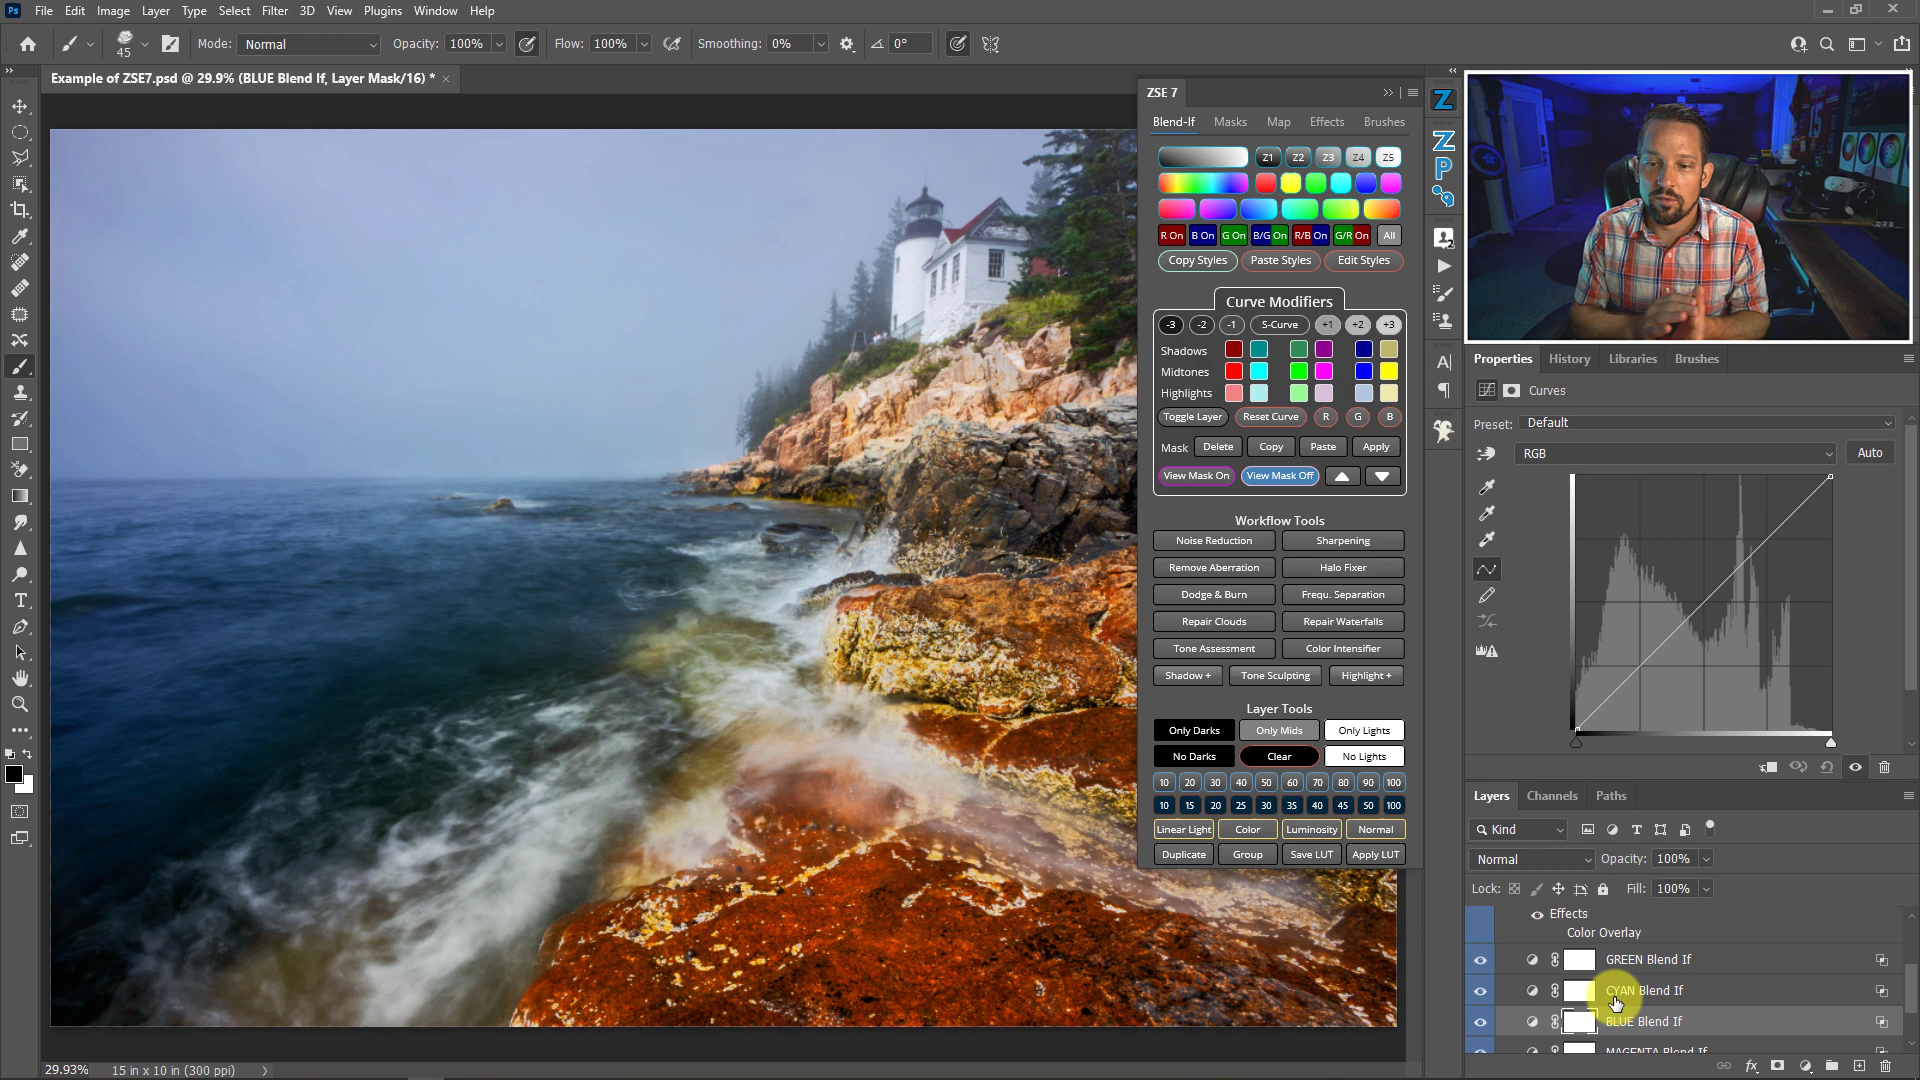 Ps File Edit Image Layer Type Select Filter 3D View Plugins Window Help
45 Mode: Normal Opacity: 100% Flow: 100% Smoothing: 0% 0°
Example of ZSE7.psd @ 29.9% (BLUE Blend If, Layer Mask/16) * ×
ZSE 7
Blend-If Masks Map Effects Brushes
Z1 Z2 Z3 Z4 Z5
R On B On G On B/G On R/B On G/R On All
Copy Styles Paste Styles Edit Styles
Curve Modifiers
-3 -2 -1 S-Curve +1 +2 +3
Shadows
Midtones
Highlights
Toggle Layer Reset Curve R G B
Mask Delete Copy Paste Apply
View Mask On View Mask Off
Workflow Tools
Noise Reduction Sharpening
Remove Aberration Halo Fixer
Dodge & Burn Frequ. Separation
Repair Clouds Repair Waterfalls
Tone Assessment Color Intensifier
Shadow + Tone Sculpting Highlight +
Layer Tools
Only Darks Only Mids Only Lights
No Darks Clear No Lights
10 20 30 40 50 60 70 80 90 100
10 15 20 25 30 35 40 45 50 100
Linear Light Color Luminosity Normal
Duplicate Group Save LUT Apply LUT
Z
Z
P
Properties History Libraries Brushes
Curves
Preset: Default
RGB Auto
Layers Channels Paths
Kind
Normal Opacity: 100%
Lock: Fill: 100%
Effects
Color Overlay
GREEN Blend If
CYAN Blend If
BLUE Blend If
MAGENTA Blend If
29.93% 15 in x 10 in (300 ppi)